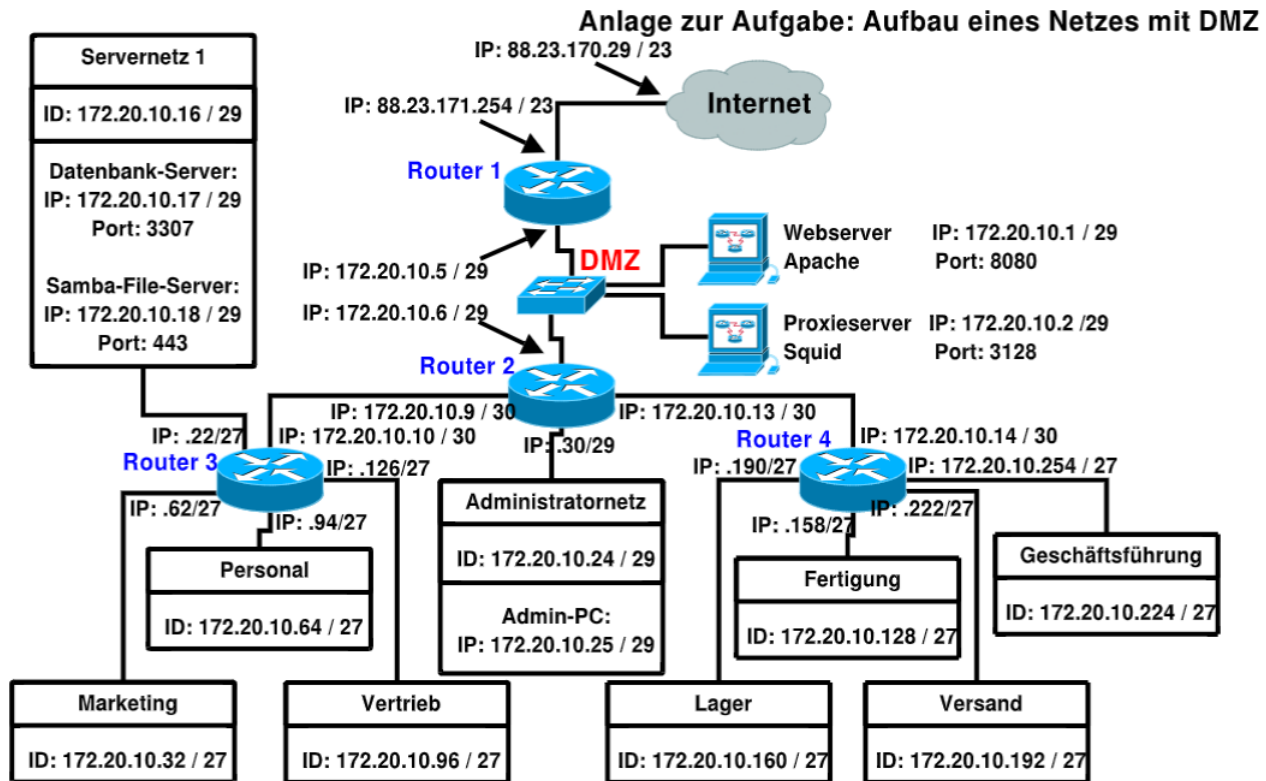 Anlage zur Aufgabe: Aufbau eines Netzes mit DMZ
IP: 88.23.170.29 / 23
Internet
IP: 88.23.171.254 / 23
Router 1
Servernetz 1
ID: 172.20.10.16 / 29
Datenbank-Server:
IP: 172.20.10.17 / 29
Port: 3307
Samba-File-Server:
IP: 172.20.10.18 / 29
Port: 443
IP: 172.20.10.5 / 29
DMZ
IP: 172.20.10.6 / 29
Webserver IP: 172.20.10.1 / 29
Apache Port: 8080
Proxieserver IP: 172.20.10.2 /29
Squid Port: 3128
Router 2
IP: 172.20.10.9 / 30
IP: 172.20.10.13 / 30
IP: .22/27
IP: 172.20.10.10 / 30
IP: .30/29
Router 4
IP: 172.20.10.14 / 30
Router 3
IP: .126/27
IP: .190/27
IP: 172.20.10.254 / 27
IP: .62/27
IP: .94/27
IP: .158/27
IP: .222/27
Administratornetz
ID: 172.20.10.24 / 29
Admin-PC:
IP: 172.20.10.25 / 29
Personal
ID: 172.20.10.64 / 27
Fertigung
ID: 172.20.10.128 / 27
Geschäftsführung
ID: 172.20.10.224 / 27
Marketing
ID: 172.20.10.32 / 27
Vertrieb
ID: 172.20.10.96 / 27
Lager
ID: 172.20.10.160 / 27
Versand
ID: 172.20.10.192 / 27